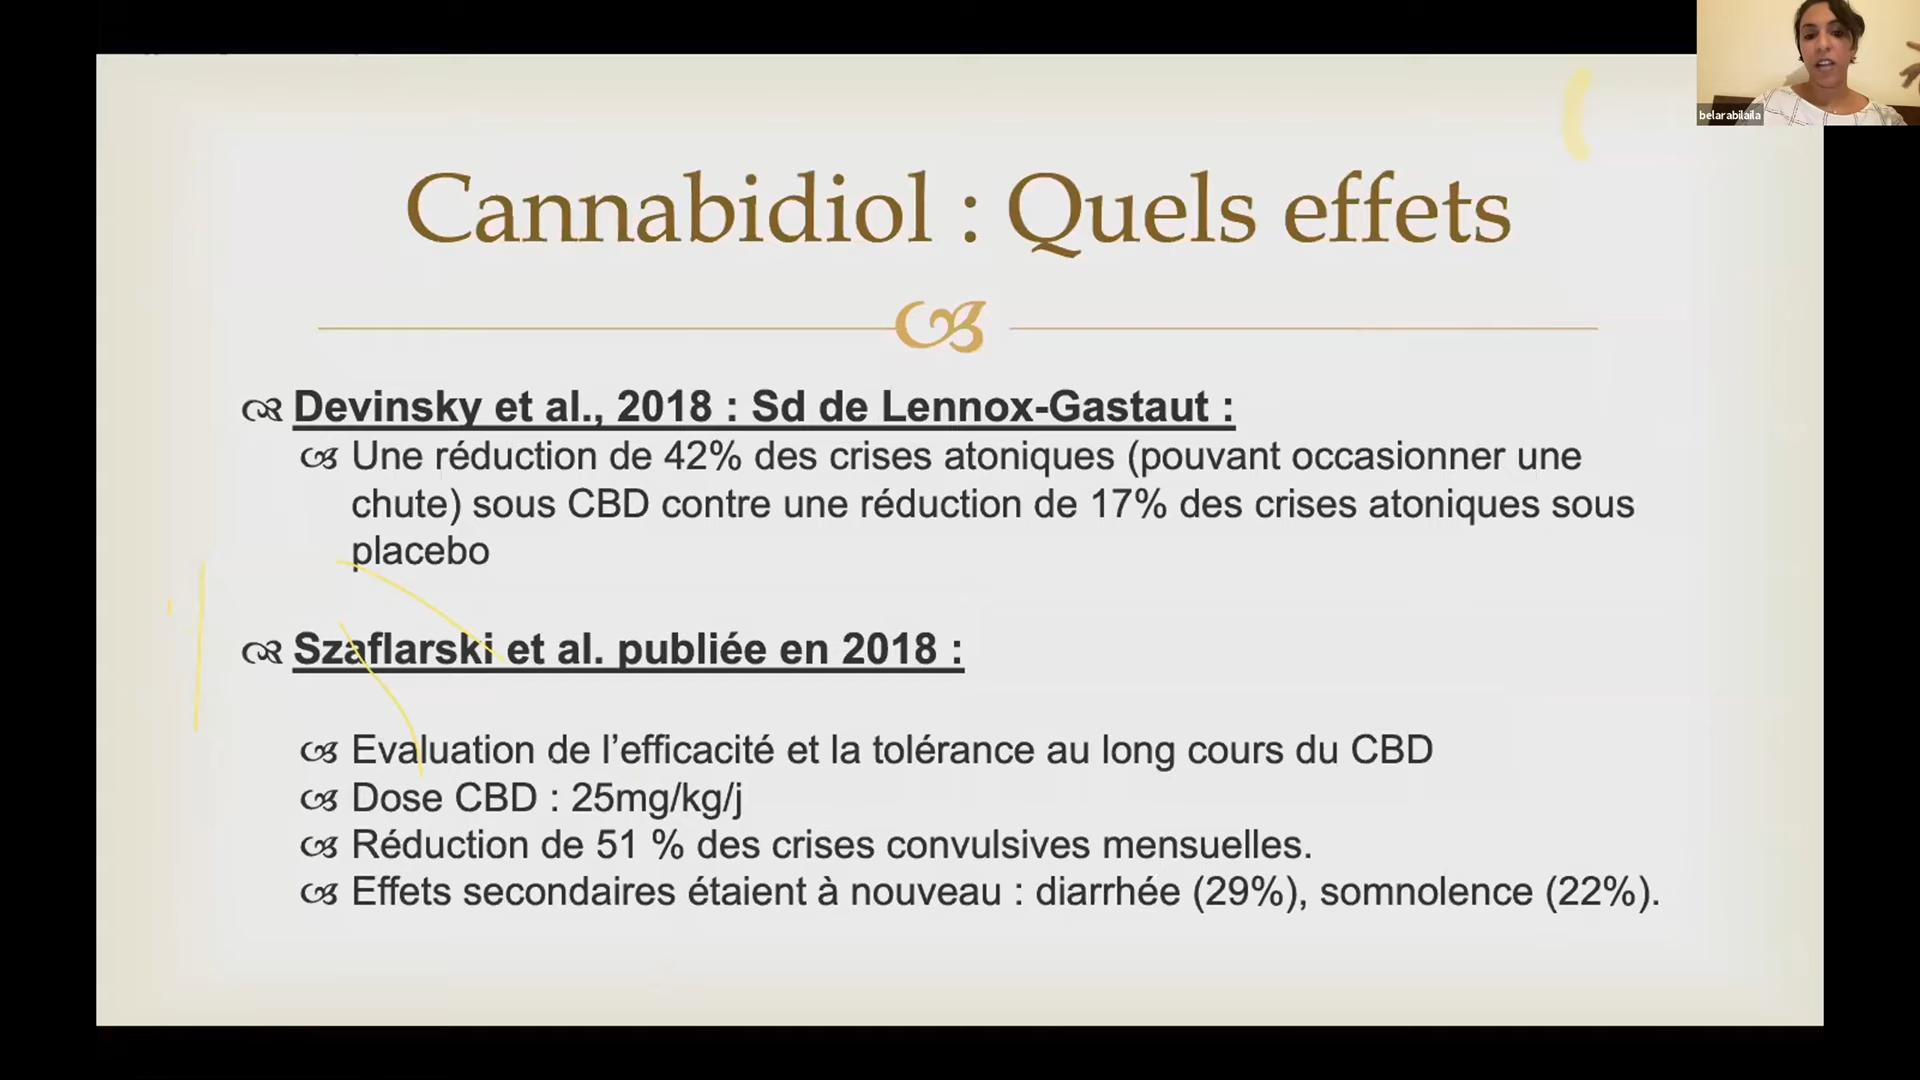 belarabilaila
Cannabidiol : Quels effets
Devinsky et al., 2018 : Sd de Lennox-Gastaut :
Une réduction de 42% des crises atoniques (pouvant occasionner une
chute) sous CBD contre une réduction de 17% des crises atoniques sous
placebo
Szaflarski et al. publiée en 2018 :
Evaluation de l’efficacité et la tolérance au long cours du CBD
Dose CBD : 25mg/kg/j
Réduction de 51 % des crises convulsives mensuelles.
Effets secondaires étaient à nouveau : diarrhée (29%), somnolence (22%).